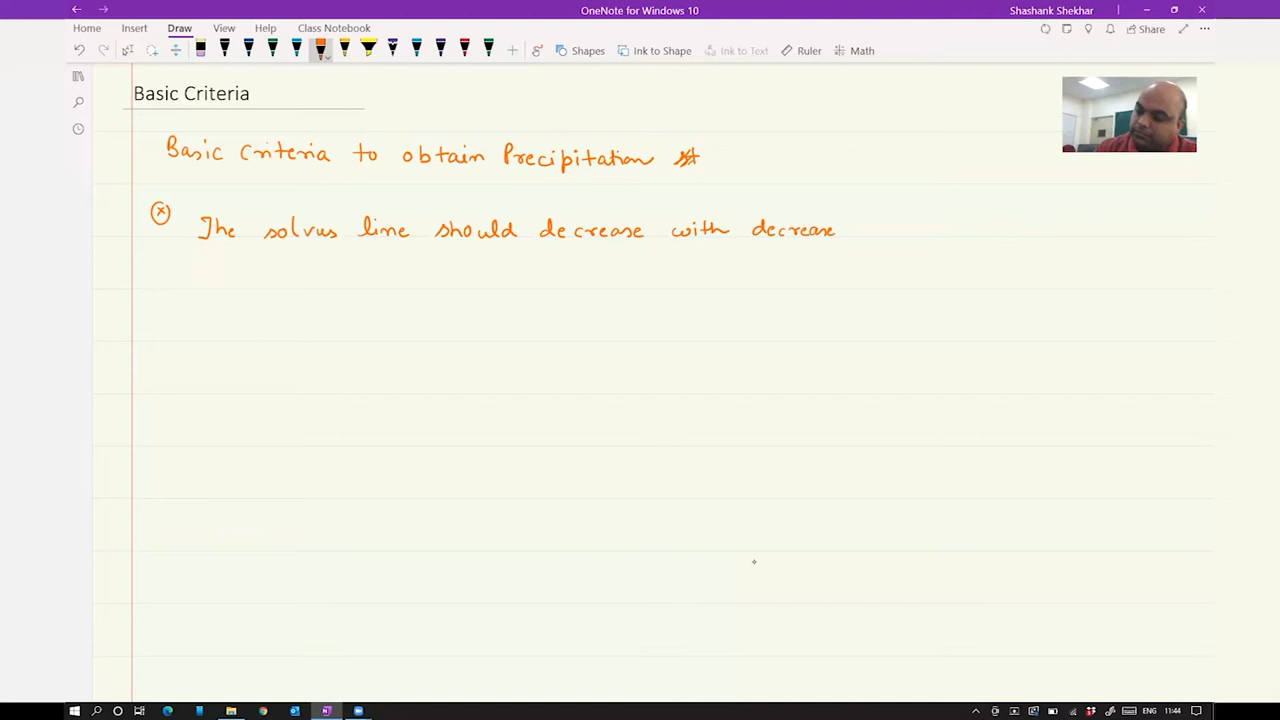 OneNote for Windows 10
Shashank Shekhar
Home Insert Draw View Help Class Notebook
Shapes Ink to Shape Ink to Text Ruler Math Share
Basic Criteria
Basic Criteria to obtain Precipitation
The solvus line should decrease with decrease
ENG 11:44